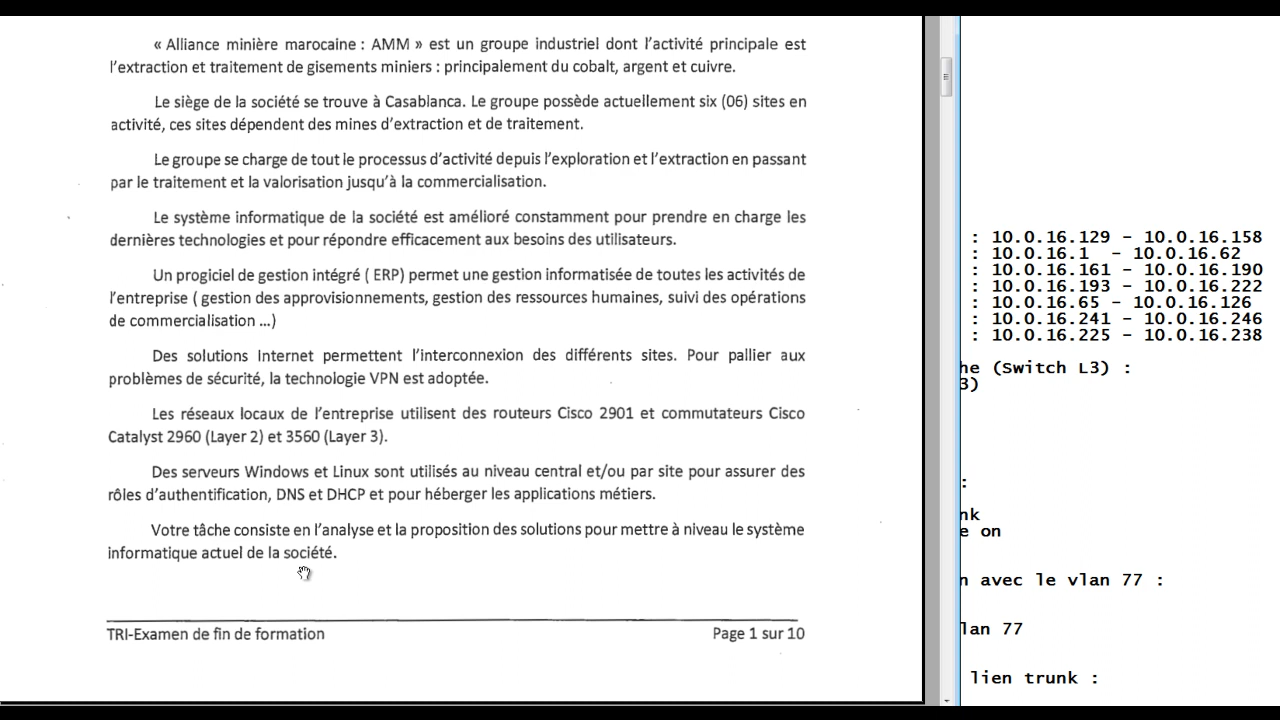 « Alliance minière marocaine : AMM » est un groupe industriel dont l'activité principale est
l'extraction et traitement de gisements miniers : principalement du cobalt, argent et cuivre.
Le siège de la société se trouve à Casablanca. Le groupe possède actuellement six (06) sites en
activité, ces sites dépendent des mines d'extraction et de traitement.
Le groupe se charge de tout le processus d'activité depuis l'exploration et l'extraction en passant
par le traitement et la valorisation jusqu'à la commercialisation.
Le système informatique de la société est amélioré constamment pour prendre en charge les
dernières technologies et pour répondre efficacement aux besoins des utilisateurs.
Un progiciel de gestion intégré ( ERP) permet une gestion informatisée de toutes les activités de
l'entreprise ( gestion des approvisionnements, gestion des ressources humaines, suivi des opérations
de commercialisation ...)
Des solutions Internet permettent l'interconnexion des différents sites. Pour pallier aux
problèmes de sécurité, la technologie VPN est adoptée.
Les réseaux locaux de l'entreprise utilisent des routeurs Cisco 2901 et commutateurs Cisco
Catalyst 2960 (Layer 2) et 3560 (Layer 3).
Des serveurs Windows et Linux sont utilisés au niveau central et/ou par site pour assurer des
rôles d'authentification, DNS et DHCP et pour héberger les applications métiers.
Votre tâche consiste en l'analyse et la proposition des solutions pour mettre à niveau le système
informatique actuel de la société.
TRI-Examen de fin de formation
Page 1 sur 10
: 10.0.16.129 - 10.0.16.158
: 10.0.16.1 - 10.0.16.62
: 10.0.16.161 - 10.0.16.190
: 10.0.16.193 - 10.0.16.222
: 10.0.16.65 - 10.0.16.126
: 10.0.16.241 - 10.0.16.246
: 10.0.16.225 - 10.0.16.238
he (Switch L3) :
3)
:
nk
e on
n avec le vlan 77 :
lan 77
lien trunk :